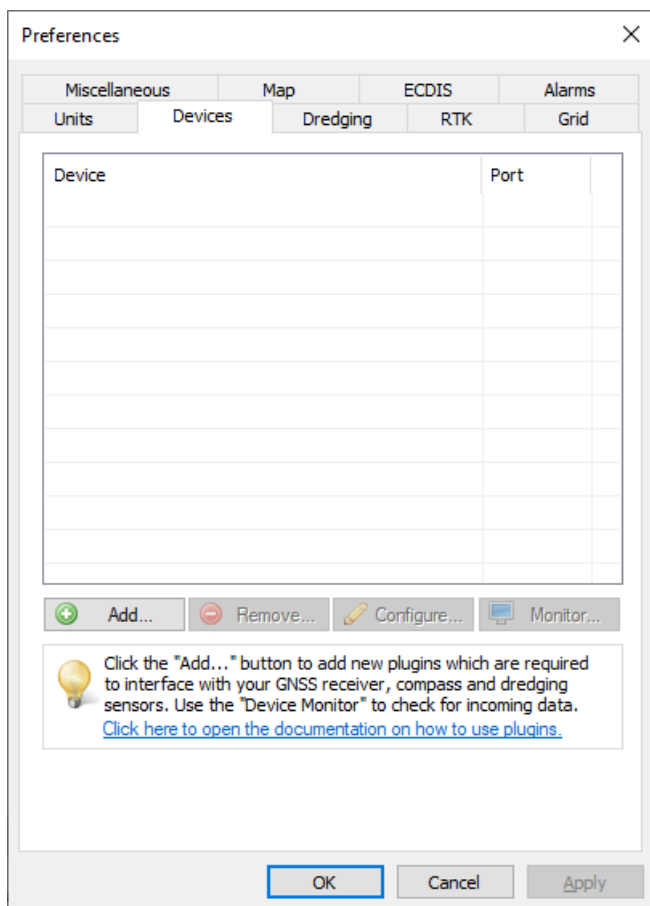 Preferences
Miscellaneous Map ECDIS Alarms
Units Devices Dredging RTK Grid
Device Port
Add... Remove... Configure... Monitor...
Click the "Add..." button to add new plugins which are required
to interface with your GNSS receiver, compass and dredging
sensors. Use the "Device Monitor" to check for incoming data.
Click here to open the documentation on how to use plugins.
OK Cancel Apply